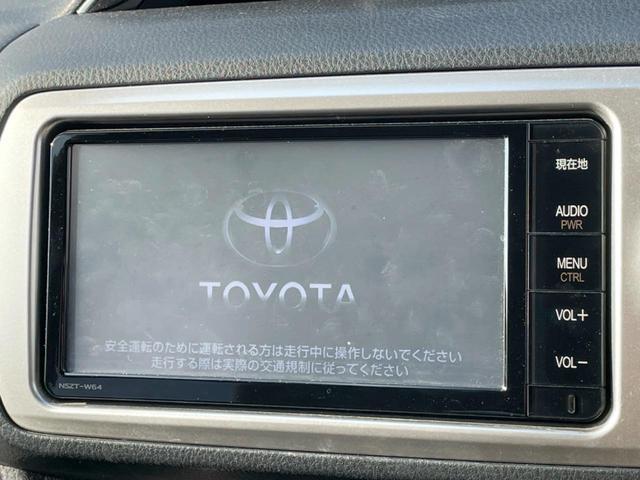 現在地
AUDIO
PWR
MENU
CTRL
VOL+
VOL-
TOYOTA
安全運転のために運転される方は走行中に操作しないでください
走行する際は実際の交通規制に従ってください
NSZT-W64